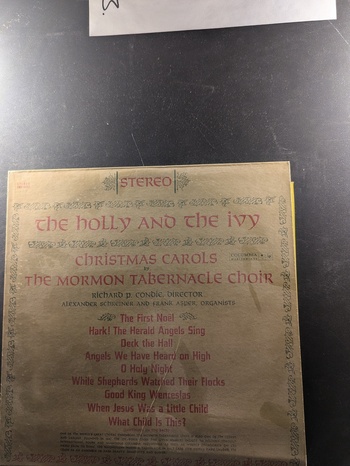 STEREO
the holly and the ivy
CHRISTMAS CAROLS
by
THE MORMON TABERNACLE CHOIR
RICHARD P. CONDIE, DIRECTOR
ALEXANDER SCHREINER AND FRANK ASPER, ORGANISTS
The First Noël
Hark! The Herald Angels Sing
Deck the Hall
Angels We Have Heard on High
O Holy Night
While Shepherds Watched Their Flocks
Good King Wenceslas
When Jesus Was a Little Child
What Child Is This?